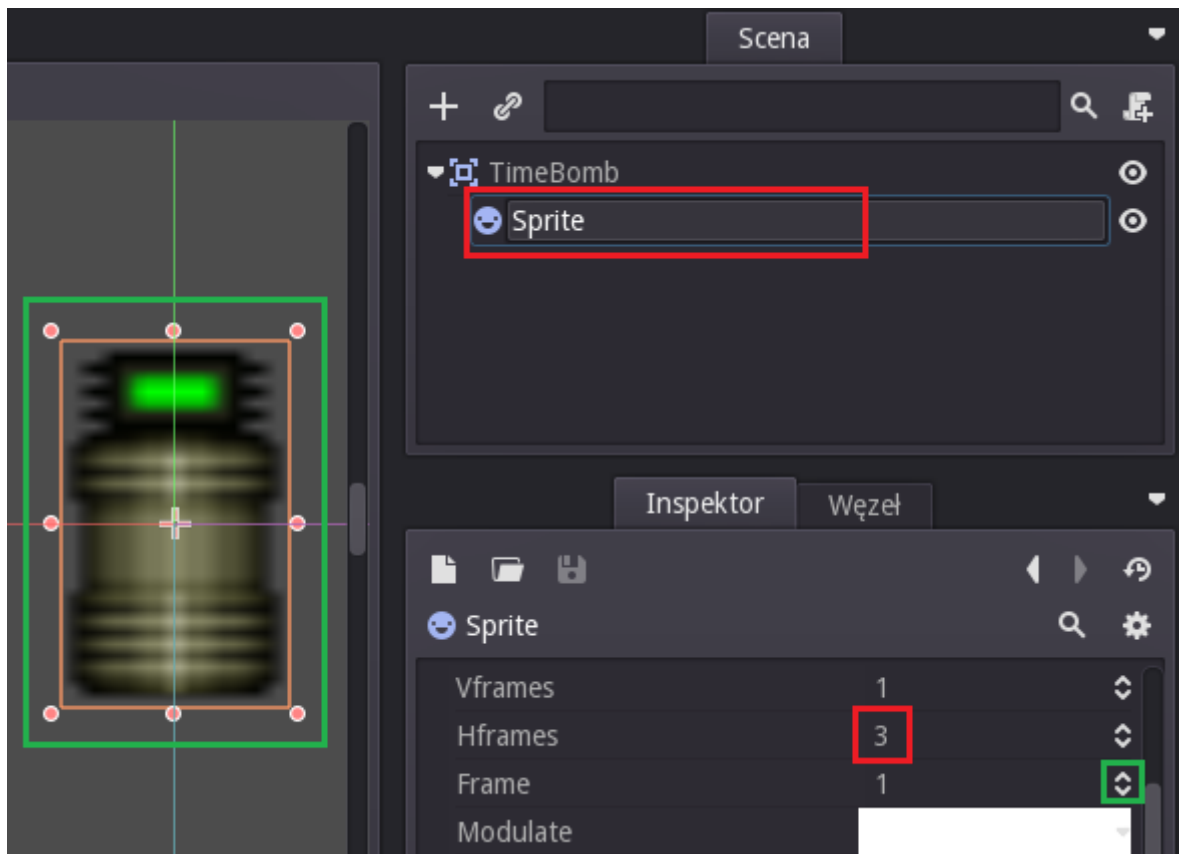 Scena
TimeBomb
Sprite
Inspektor Węzeł
Sprite
Vframes 1
Hframes 3
Frame 1
Modulate